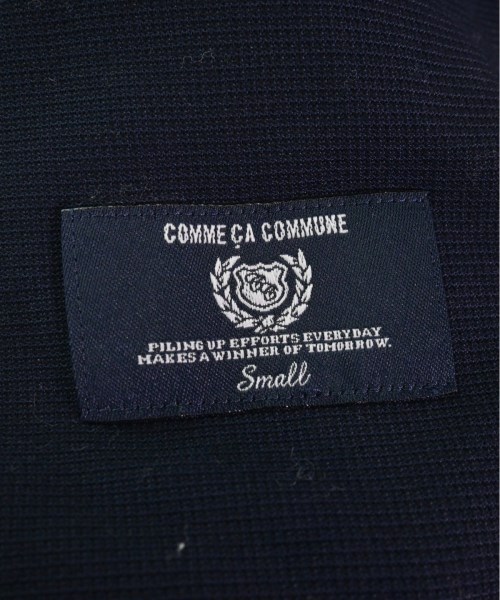 COMME ÇA COMMUNE
PILING UP EFFORTS EVERYDAY
MAKES A WINNER OF TOMORROW.
Small